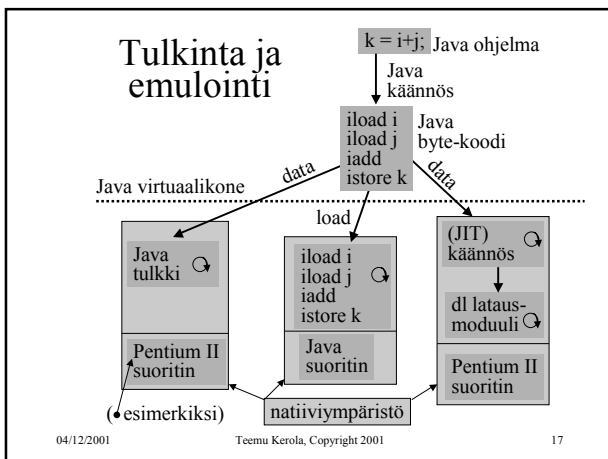 Tulkinta ja
emulointi
k = i+j;
Java ohjelma
Java
käännös
iload i
iload j
iadd
istore k
Java
byte-koodi
data
data
Java virtuaalikone
load
Java
tulkki
Pentium II
suoritin
iload i
iload j
iadd
istore k
Java
suoritin
(JIT)
käännös
dl lataus-
moduuli
Pentium II
suoritin
( esimerkiksi)
natiiviympäristö
04/12/2001
Teemu Kerola, Copyright 2001
17